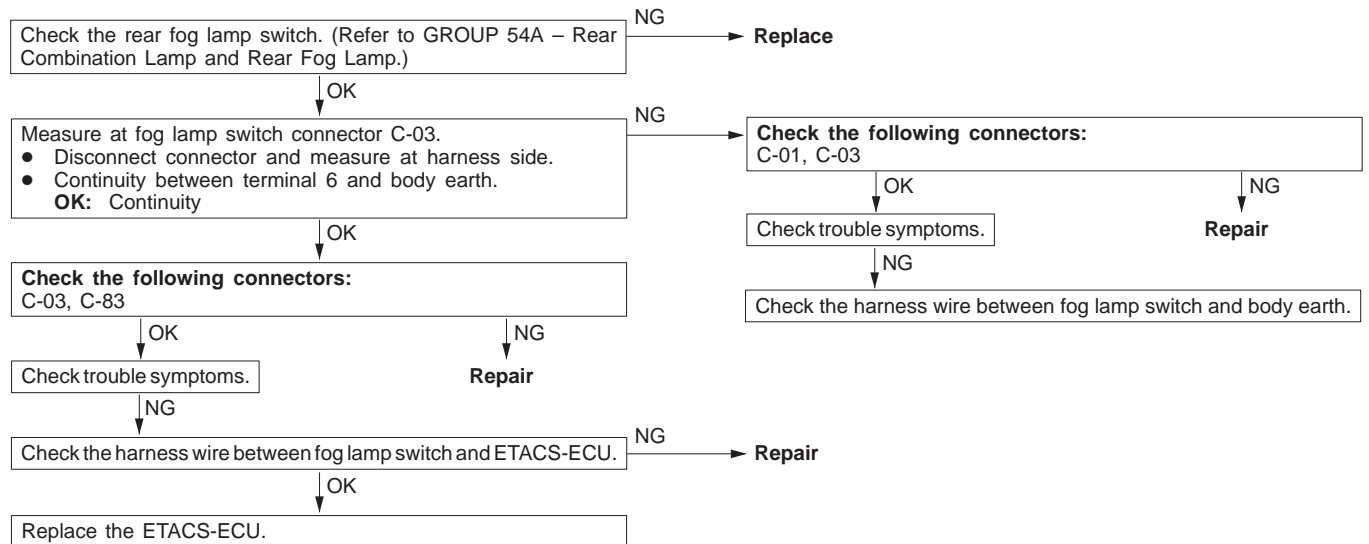 Check the rear fog lamp switch. (Refer to GROUP 54A – Rear
Combination Lamp and Rear Fog Lamp.)
NG
Replace
OK
Measure at fog lamp switch connector C-03.
● Disconnect connector and measure at harness side.
● Continuity between terminal 6 and body earth.
OK: Continuity
NG
Check the following connectors:
C-01, C-03
OK
NG
Check trouble symptoms.
Repair
NG
Check the harness wire between fog lamp switch and body earth.
OK
Check the following connectors:
C-03, C-83
OK
NG
Check trouble symptoms.
Repair
NG
Check the harness wire between fog lamp switch and ETACS-ECU.
NG
Repair
OK
Replace the ETACS-ECU.